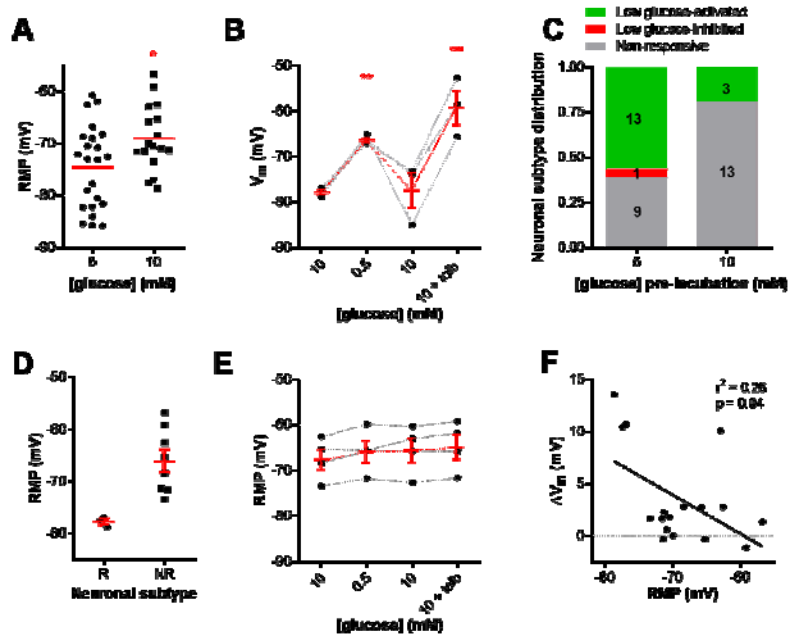 A
B
C
Low glucose-activated
Low glucose-inhibited
Non-responsive
*
***
****
RMP (mV)
-60
-70
-80
-90
5
10
[glucose] (mM)
Vm (mV)
-50
-60
-70
-80
-90
10
0.5
10
10 + tolb
[glucose] (mM)
Neuronal subtype distribution
1.00
0.75
0.50
0.25
0.00
13
1
9
3
13
5
10
[glucose] pre-incubation (mM)
D
E
F
RMP (mV)
-50
-60
-70
-80
R
NR
Neuronal subtype
RMP (mV)
-50
-60
-70
-80
-90
10
0.5
10
10 + tolb
[glucose] (mM)
r² = 0.26
p = 0.04
ΔVm (mV)
15
10
5
0
-80
-70
-60
RMP (mV)